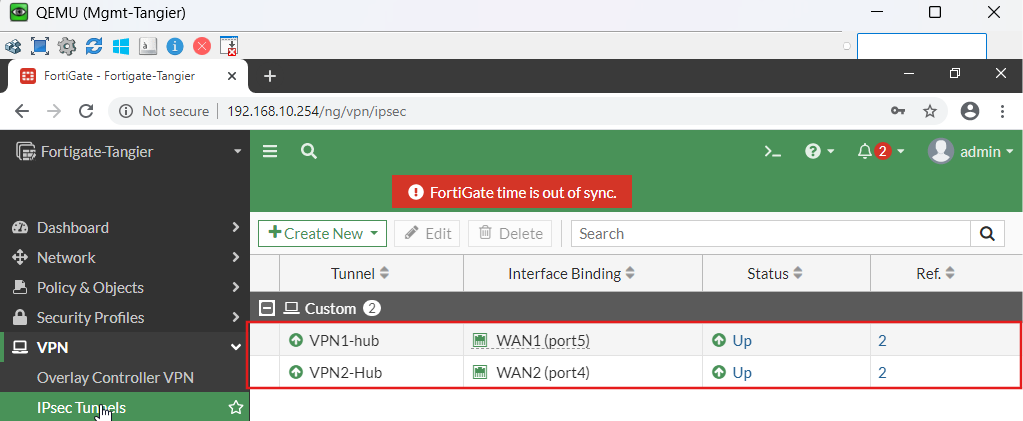 QEMU (Mgmt-Tangier)
a
FortiGate - Fortigate-Tangier
Not secure | 192.168.10.254/ng/vpn/ipsec
Fortigate-Tangier
>_ ? 2 admin
FortiGate time is out of sync.
Dashboard
Network
Policy & Objects
Security Profiles
VPN
Overlay Controller VPN
IPsec Tunnels
Create New Edit Delete Search
Tunnel Interface Binding Status Ref.
Custom 2
VPN1-hub WAN1 (port5) Up 2
VPN2-Hub WAN2 (port4) Up 2